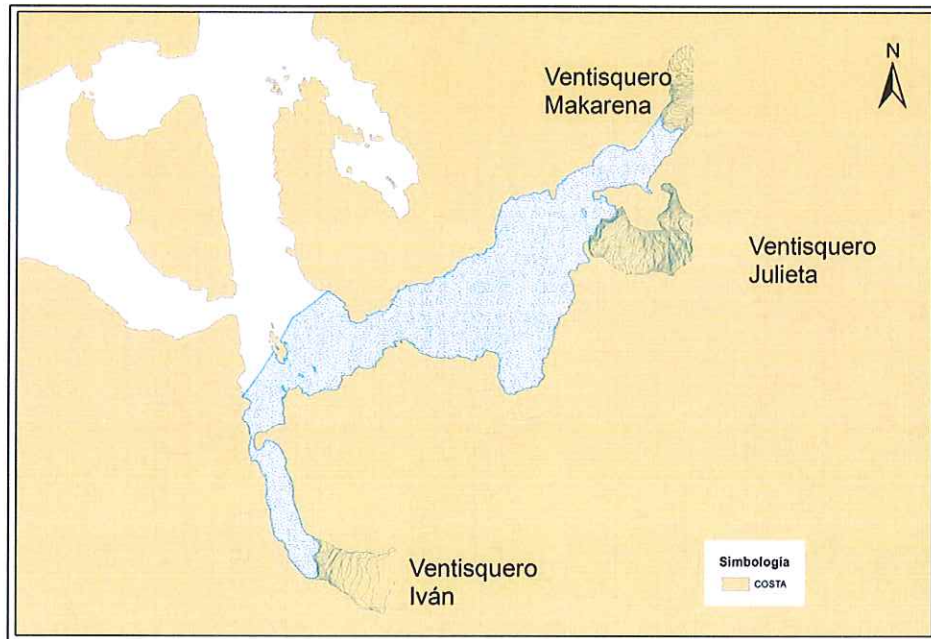 N
Ventisquero
Makarena
Ventisquero
Julieta
Ventisquero
Iván
Simbología
COSTA